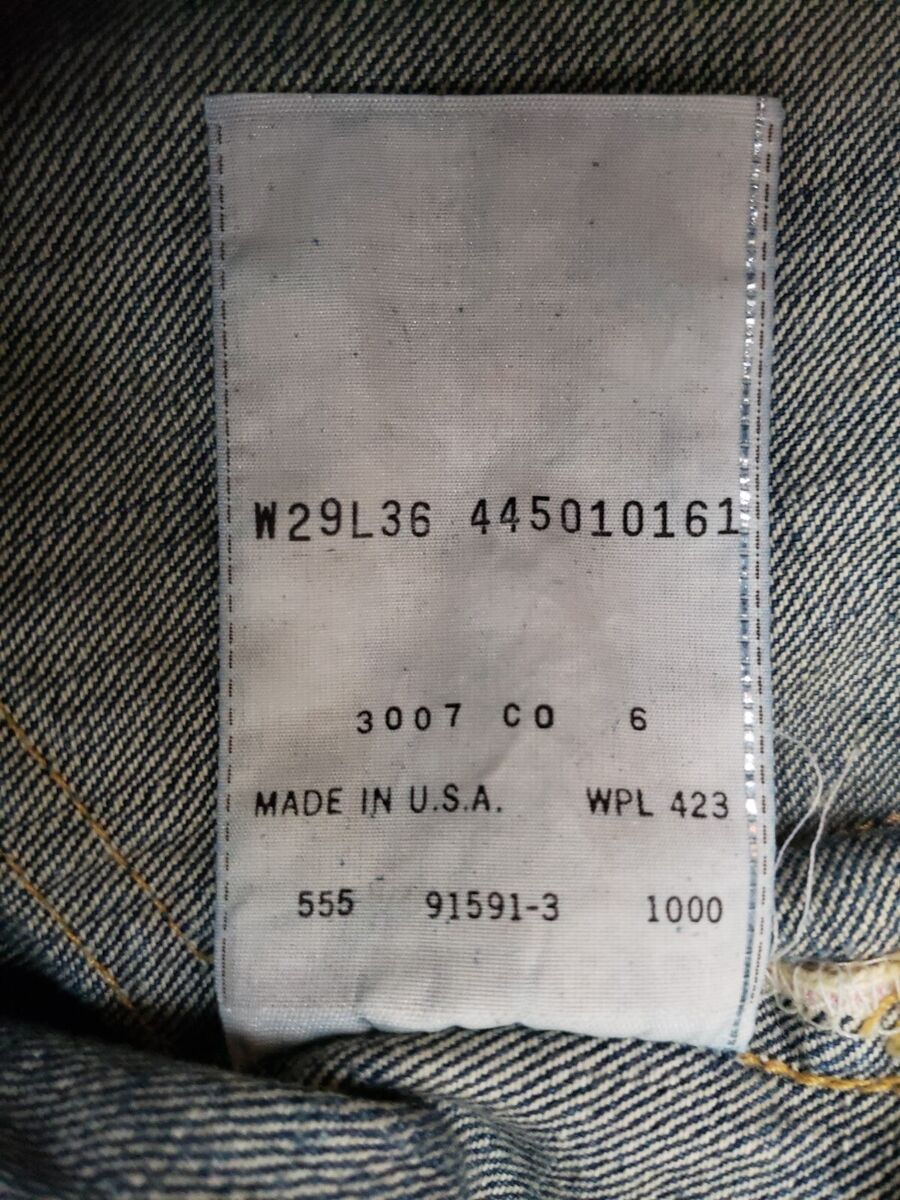 W29L36 445010161
3007 CO 6
MADE IN U.S.A. WPL 423
555 91591-3 1000